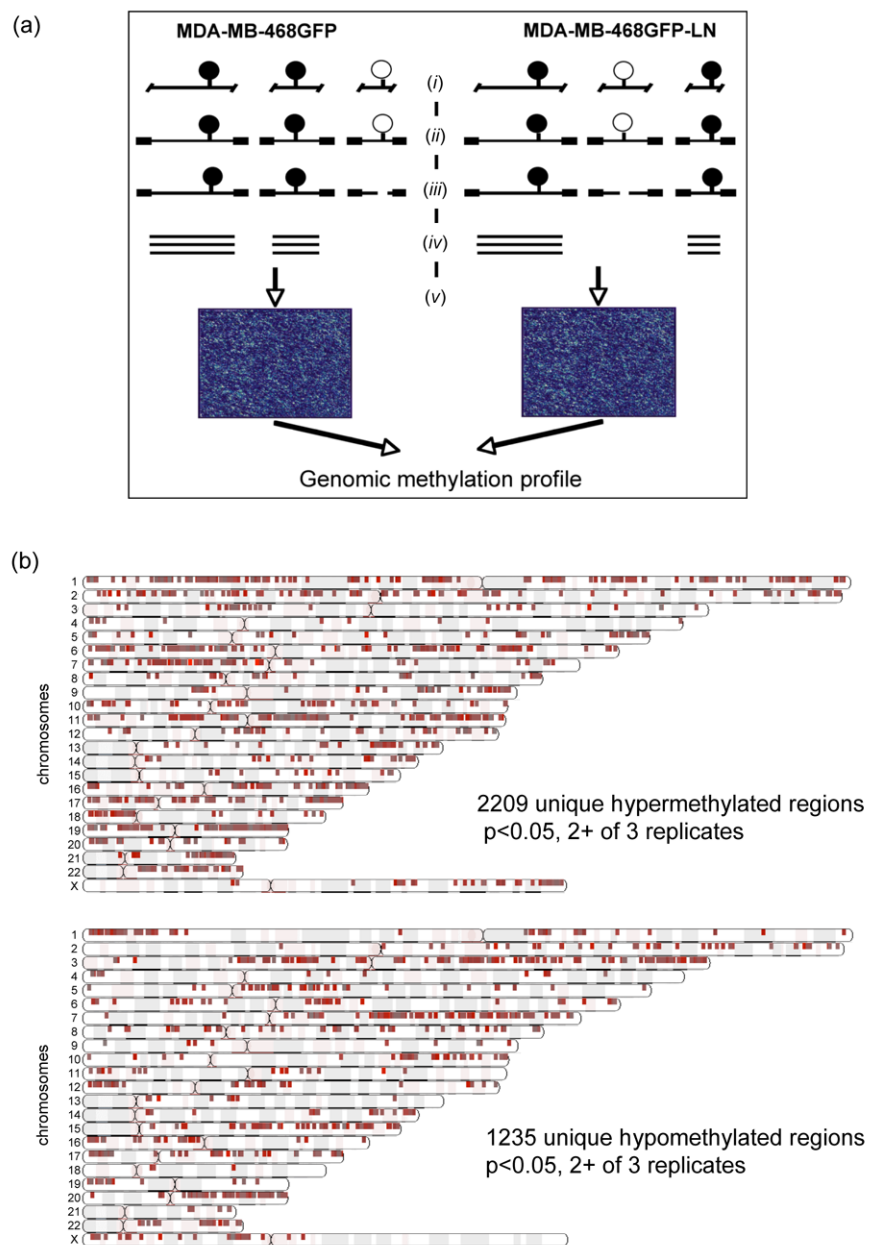 (a)
MDA-MB-468GFP MDA-MB-468GFP-LN
(i)
(ii)
(iii)
(iv)
(v)
Genomic methylation profile
(b)
chromosomes
1
2
3
4
5
6
7
8
9
10
11
12
13
14
15
16
17
18
19
20
21
22
X
2209 unique hypermethylated regions
p<0.05, 2+ of 3 replicates
chromosomes
1
2
3
4
5
6
7
8
9
10
11
12
13
14
15
16
17
18
19
20
21
22
X
1235 unique hypomethylated regions
p<0.05, 2+ of 3 replicates